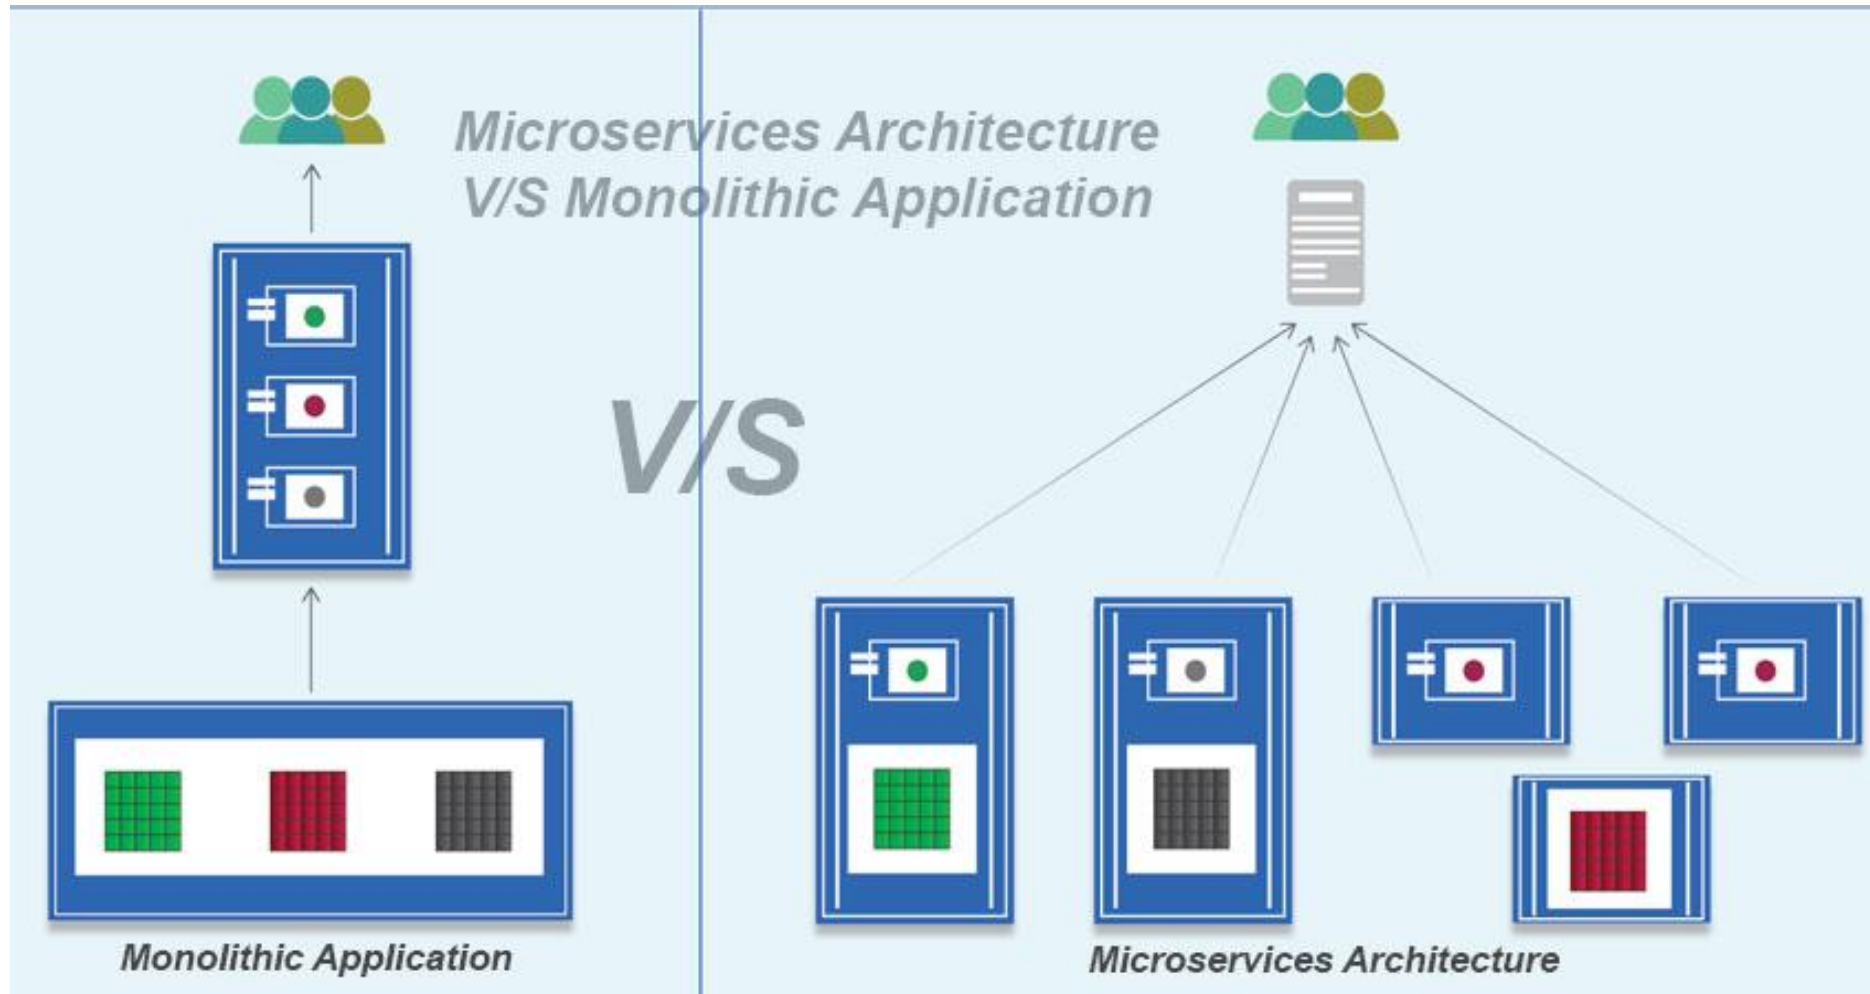 Microservices Architecture
V/S Monolithic Application
V/S
Monolithic Application
Microservices Architecture